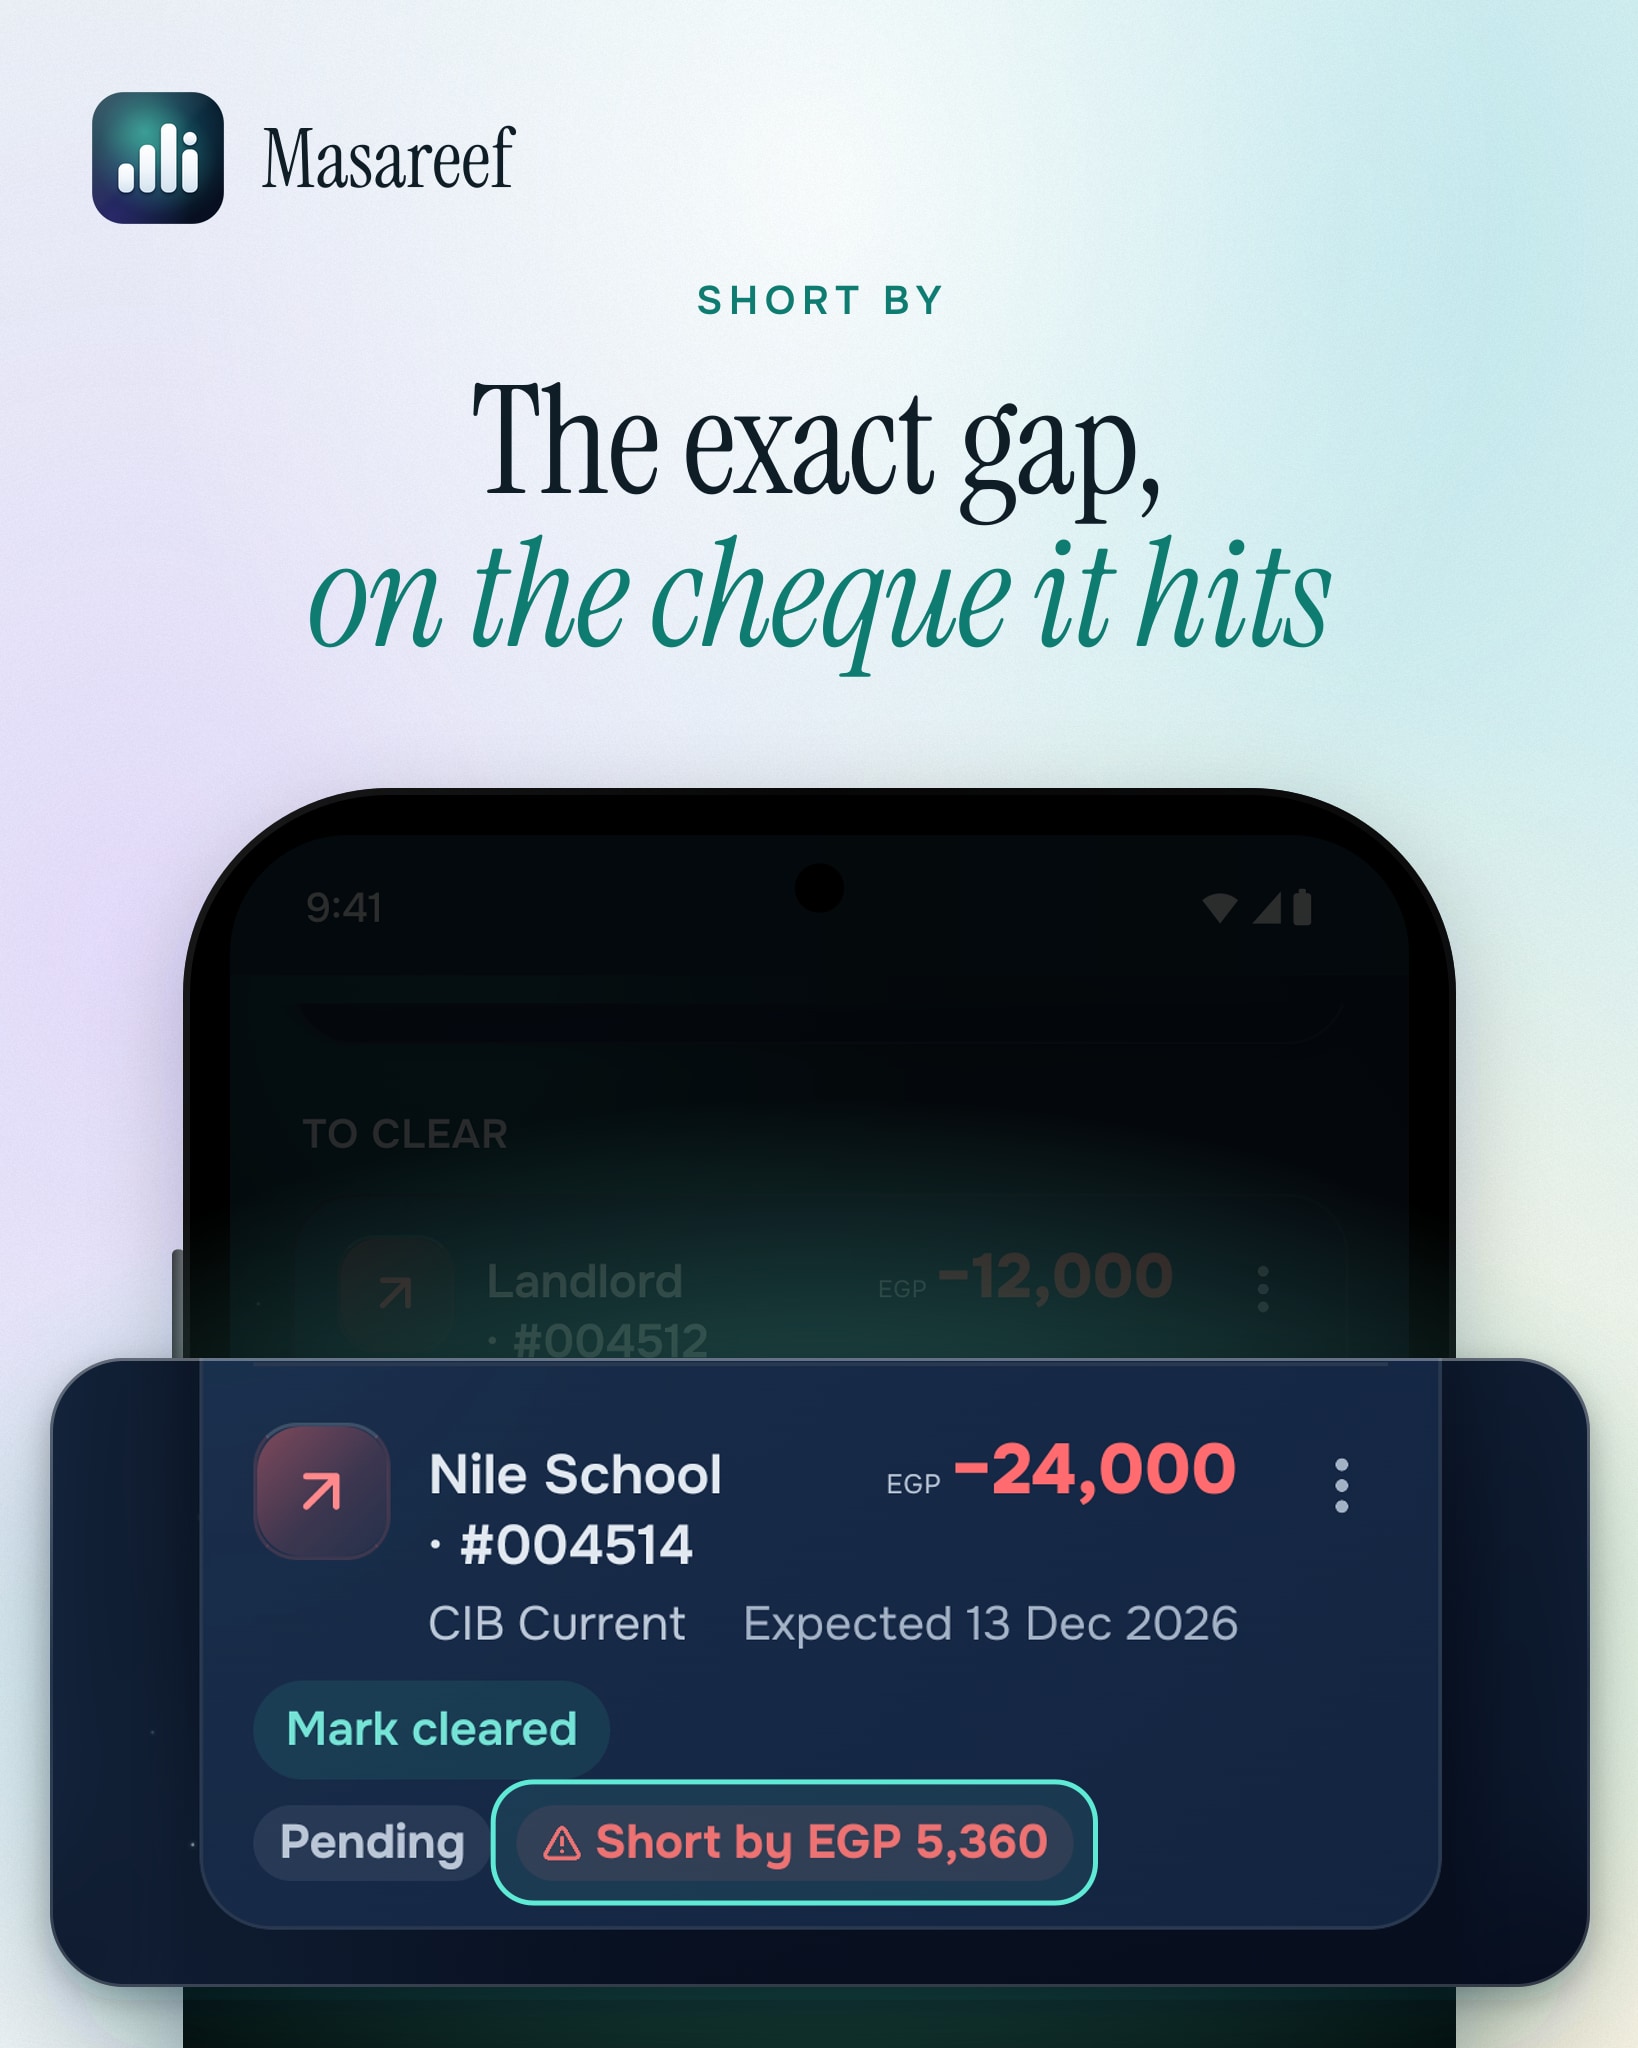 Masareef
SHORT BY
The exact gap,
on the cheque it hits
9:41
TO CLEAR
Landlord EGP −12,000
· #004512
Nile School EGP −24,000
· #004514
CIB Current Expected 13 Dec 2026
Mark cleared
Pending Short by EGP 5,360